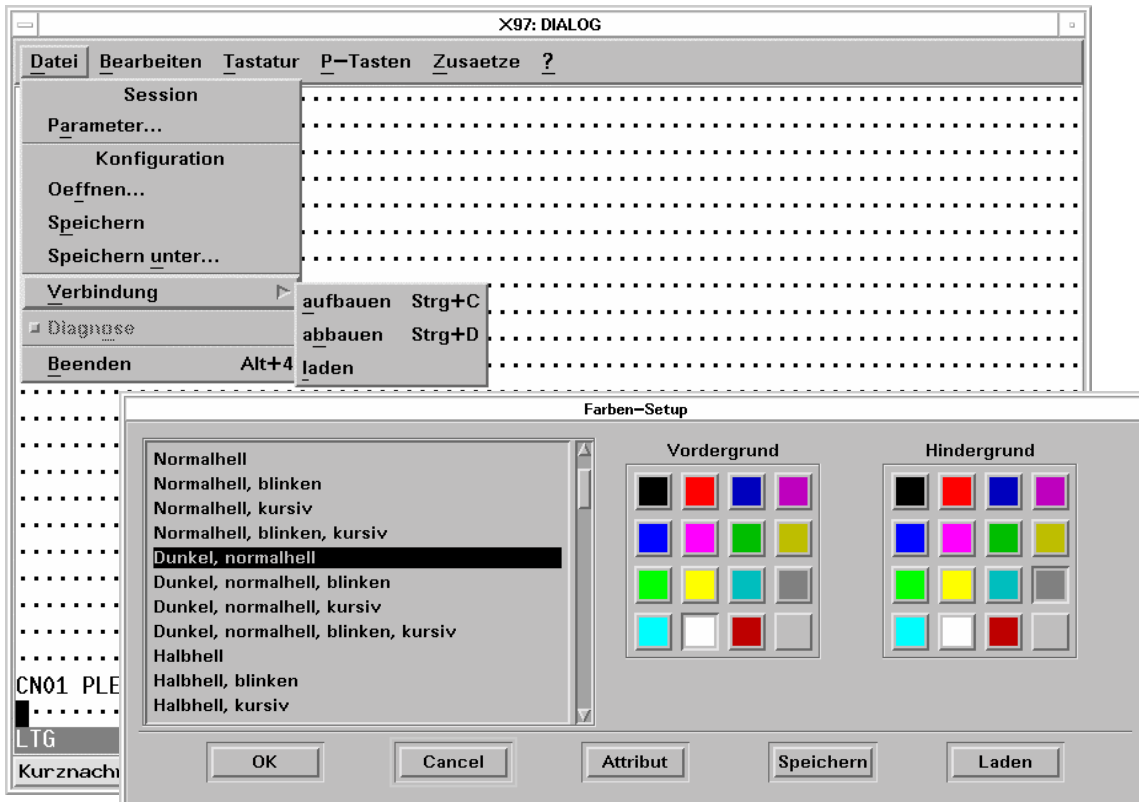 X97: DIALOG
Datei Bearbeiten Tastatur P-Tasten Zusaetze ?
Session
Parameter...
Konfiguration
Oeffnen...
Speichern
Speichern unter...
Verbindung
aufbauen Strg+C
abbauen Strg+D
laden
Diagnose
Beenden Alt+4
Farben-Setup
Normalhell
Normalhell, blinken
Normalhell, kursiv
Normalhell, blinken, kursiv
Dunkel, normalhell
Dunkel, normalhell, blinken
Dunkel, normalhell, kursiv
Dunkel, normalhell, blinken, kursiv
Halbhell
Halbhell, blinken
Halbhell, kursiv
Vordergrund
Hindergrund
CN01 PLE
LTG
Kurznach
OK Cancel Attribut Speichern Laden